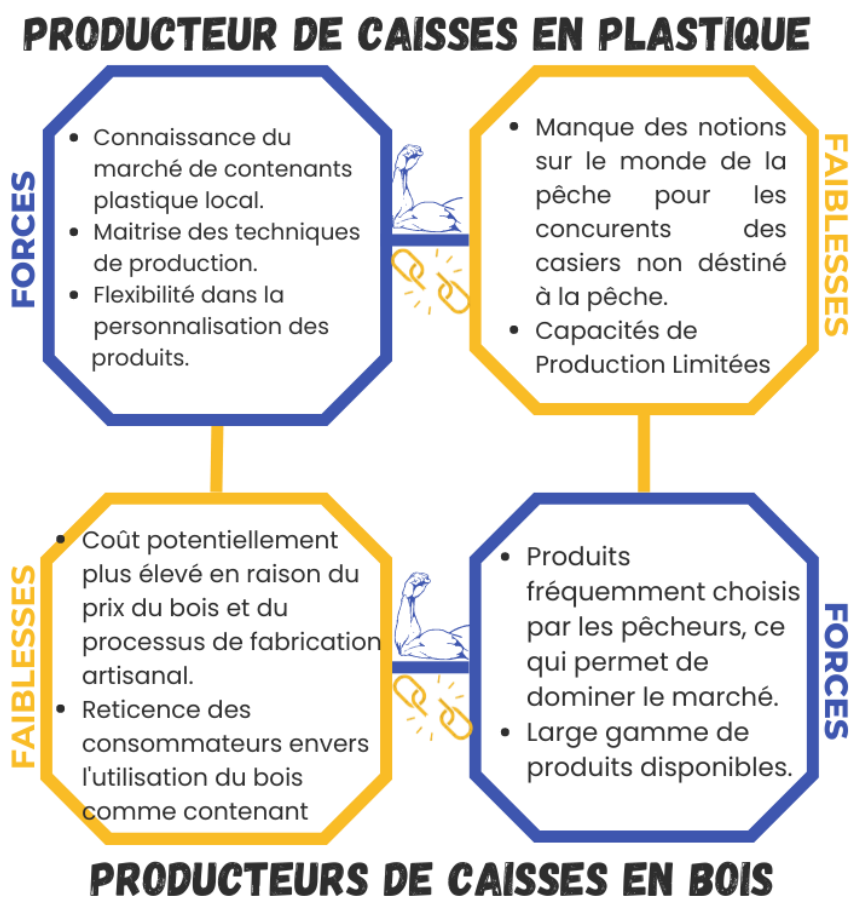 PRODUCTEUR DE CAISSES EN PLASTIQUE
FORCES
• Connaissance du
marché de contenants
plastique local.
• Maitrise des techniques
de production.
• Flexibilité dans la
personnalisation des
produits.
• Manque des notions
sur le monde de la
pêche pour les
concurents des
casiers non déstiné
à la pêche.
• Capacités de
Production Limitées
FAIBLESSES
FAIBLESSES
• Coût potentiellement
plus élevé en raison du
prix du bois et du
processus de fabrication
artisanal.
• Reticence des
consommateurs envers
l'utilisation du bois
comme contenant
• Produits
fréquemment choisis
par les pêcheurs, ce
qui permet de
dominer le marché.
• Large gamme de
produits disponibles.
FORCES
PRODUCTEURS DE CAISSES EN BOIS